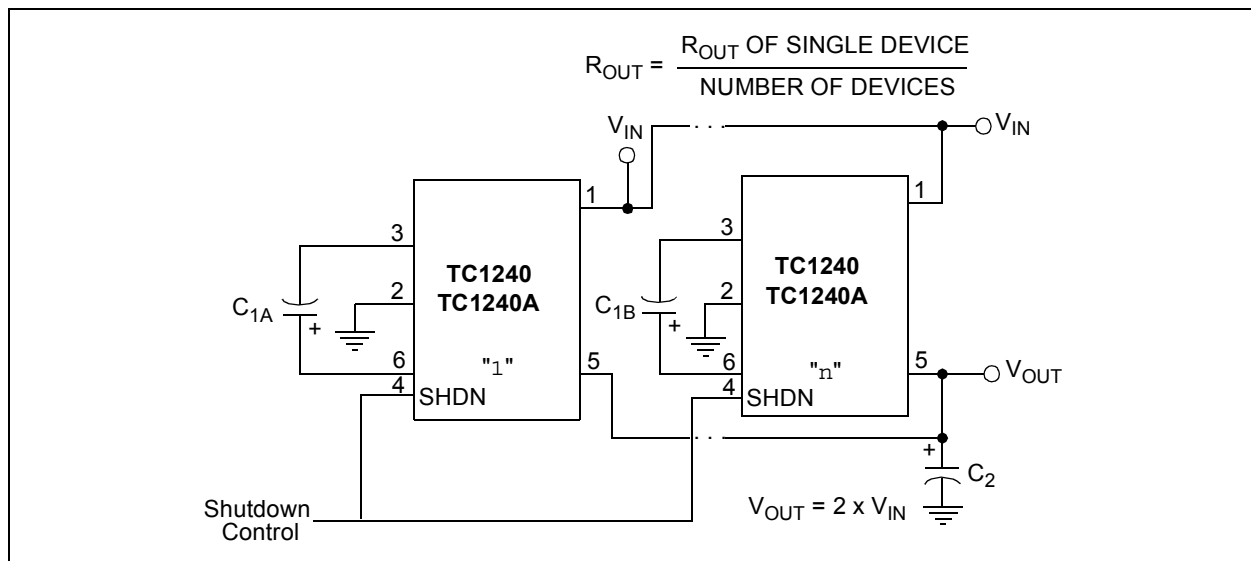 R_OUT = R_OUT OF SINGLE DEVICE
NUMBER OF DEVICES
V_IN
V_IN
1
3
2
6
4
5
C_1A
+
TC1240
TC1240A
"1"
SHDN
1
3
2
6
4
5
C_1B
+
TC1240
TC1240A
"n"
SHDN
V_OUT
+
C_2
V_OUT = 2 x V_IN
Shutdown
Control